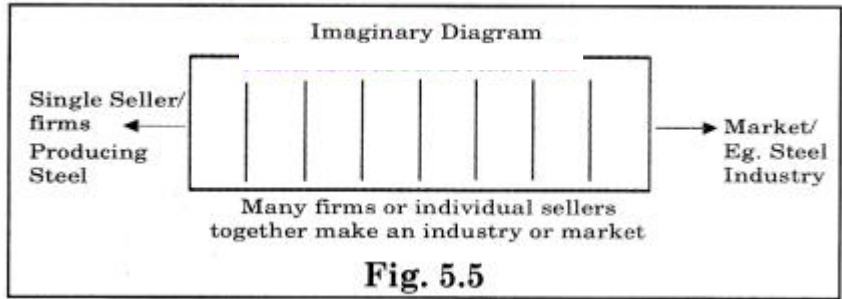 Imaginary Diagram
Single Seller/
firms
Producing
Steel
Market/
Eg. Steel
Industry
Many firms or individual sellers
together make an industry or market
Fig. 5.5